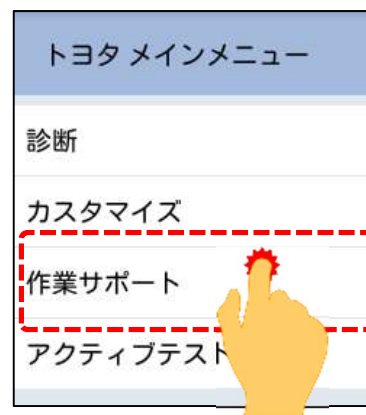 トヨタ メインメニュー
診断
カスタマイズ
作業サポート
アクティブテスト